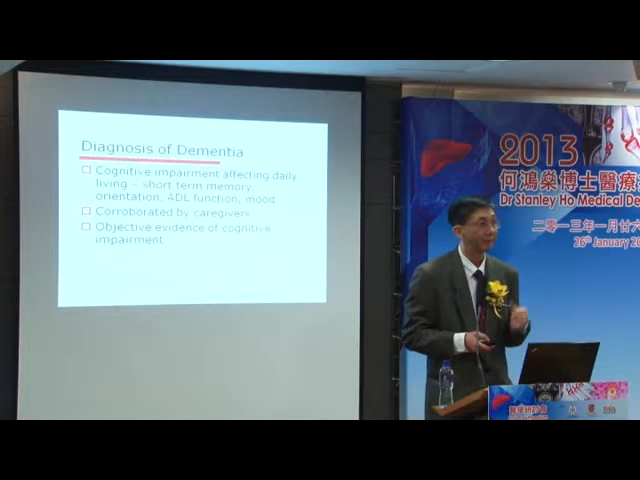 Diagnosis of Dementia
Cognitive impairment affecting daily
living – short term memory,
orientation, ADL function, mood
Corroborated by caregivers
Objective evidence of cognitive
impairment
2013
何鴻燊博士醫療
Dr Stanley Ho Medical De
二零一三年一月廿六
26th January 20